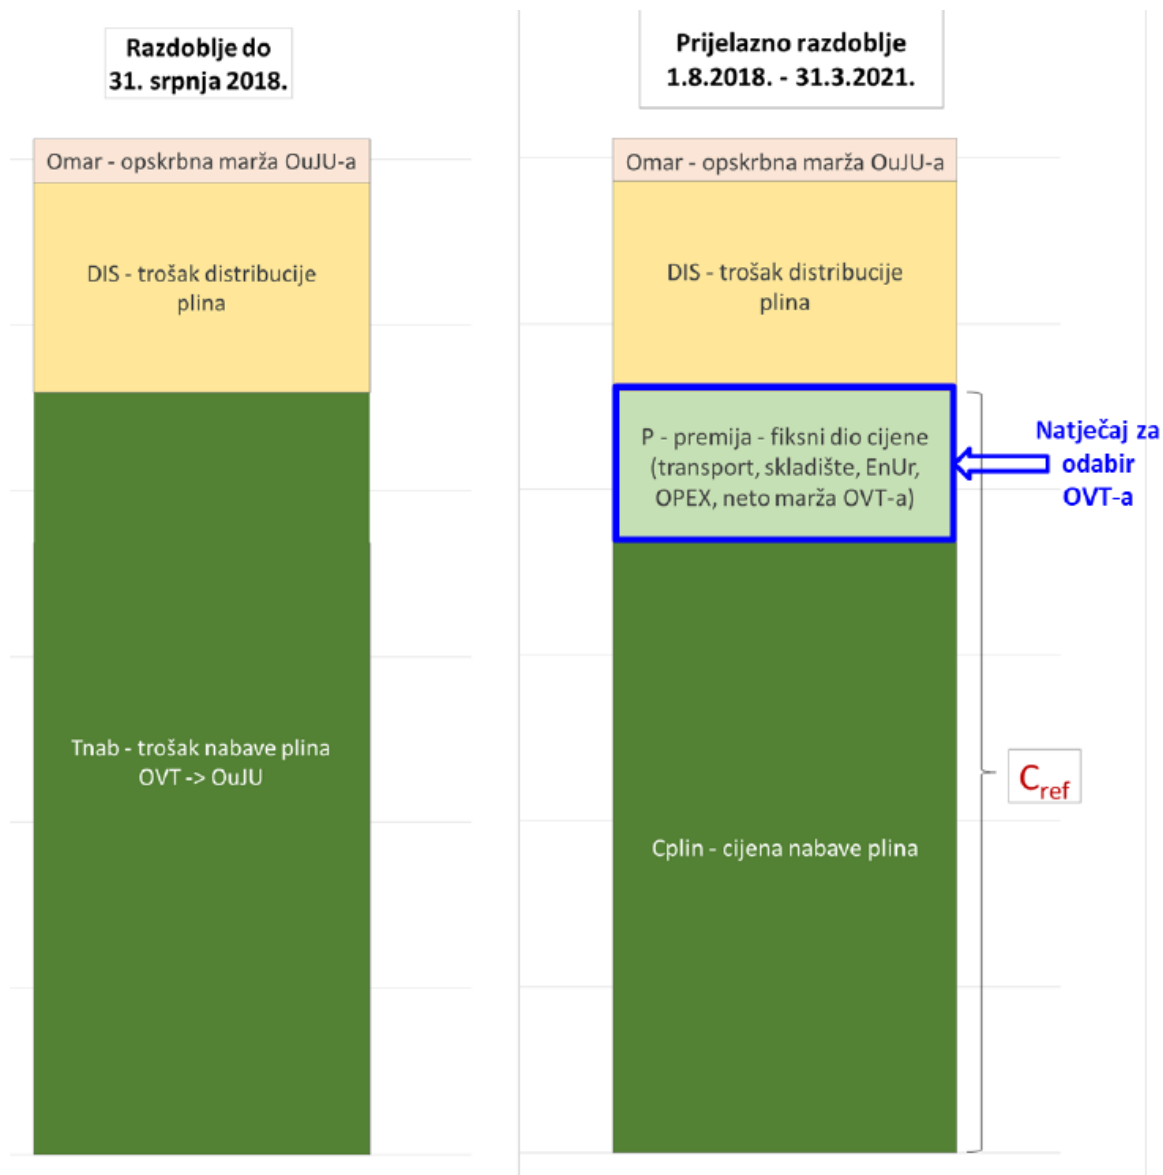 Razdoblje do
31. srpnja 2018.
Omar - opskrbna marža OuJU-a
DIS - trošak distribucije
plina
Tnab - trošak nabave plina
OVT -> OuJU
Prijelazno razdoblje
1.8.2018. - 31.3.2021.
Omar - opskrbna marža OuJU-a
DIS - trošak distribucije
plina
P - premija - fiksni dio cijene
(transport, skladište, EnUr,
OPEX, neto marža OVT-a)
Cplin - cijena nabave plina
Natječaj za
odabir
OVT-a
Cref